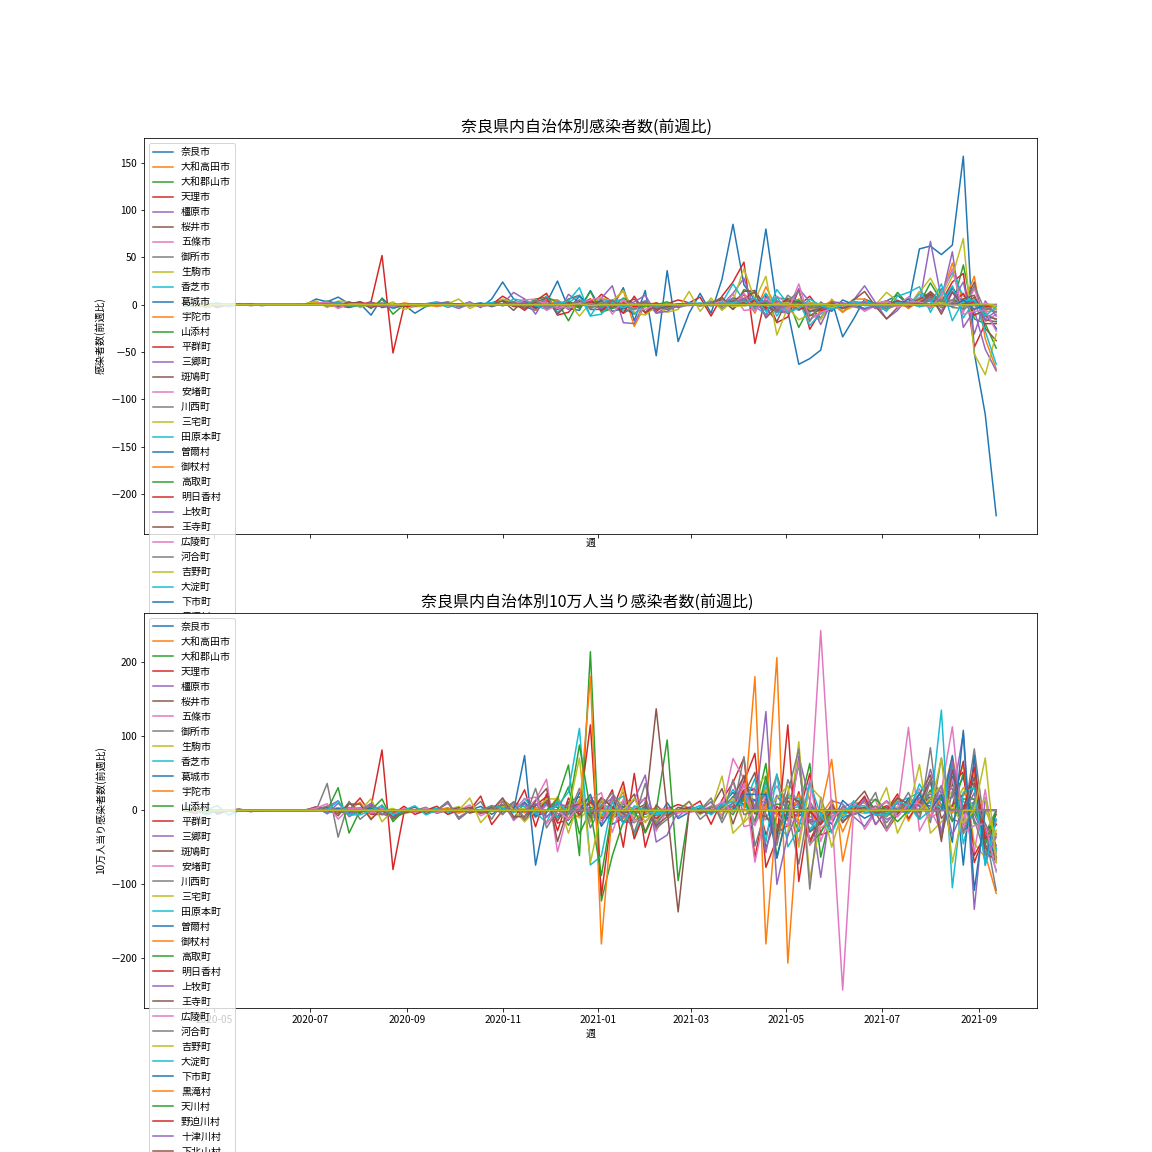 奈良県内自治体別感染者数(前週比)
150
100
50
0
−50
−100
−150
−200
感染者数(前週比)
奈良市
大和高田市
大和郡山市
天理市
橿原市
桜井市
五條市
御所市
生駒市
香芝市
葛城市
宇陀市
山添村
平群町
三郷町
斑鳩町
安堵町
川西町
三宅町
田原本町
曽爾村
御杖村
高取町
明日香村
上牧町
王寺町
広陵町
河合町
吉野町
大淀町
下市町
週
奈良県内自治体別10万人当り感染者数(前週比)
200
100
0
−100
−200
10万人当り感染者数(前週比)
奈良市
大和高田市
大和郡山市
天理市
橿原市
桜井市
五條市
御所市
生駒市
香芝市
葛城市
宇陀市
山添村
平群町
三郷町
斑鳩町
安堵町
川西町
三宅町
田原本町
曽爾村
御杖村
高取町
明日香村
上牧町
王寺町
広陵町
河合町
吉野町
大淀町
下市町
黒滝村
天川村
野迫川村
十津川村
下北山村
2020-05 2020-07 2020-09 2020-11 2021-01 2021-03 2021-05 2021-07 2021-09
週